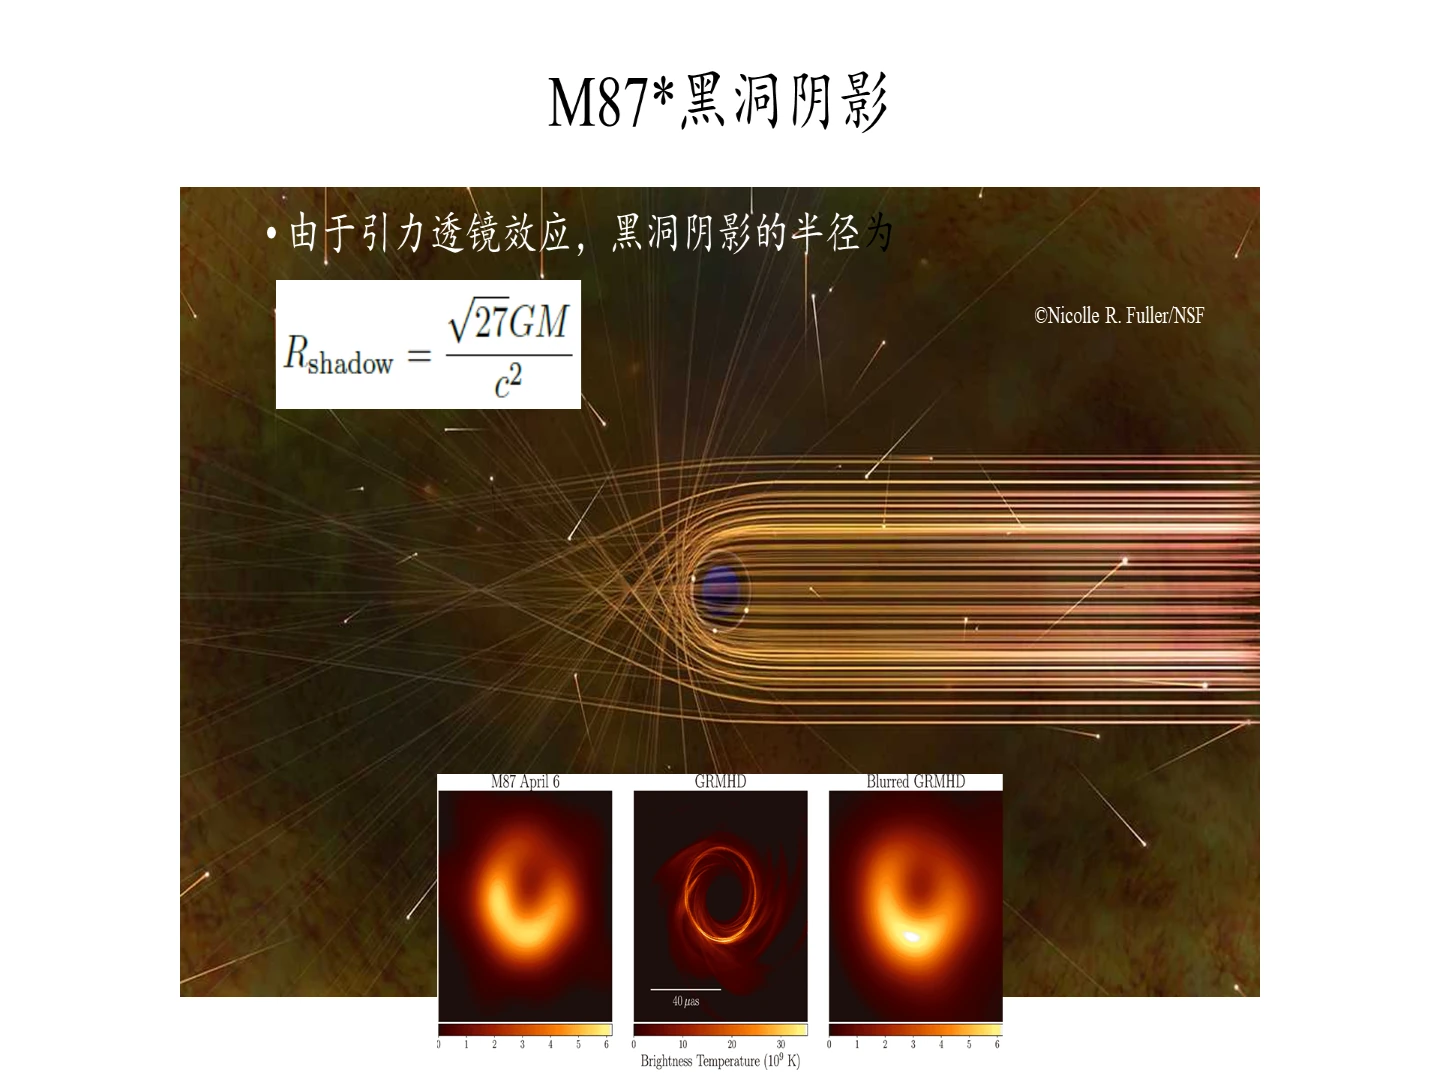 M87*黑洞阴影
• 由于引力透镜效应，黑洞阴影的半径为
R_shadow = √27GM / c²
©Nicolle R. Fuller/NSF
M87 April 6 GRMHD Blurred GRMHD
40 μas
0 1 2 3 4 5 6 0 10 20 30 0 1 2 3 4 5 6
Brightness Temperature (10⁹ K)